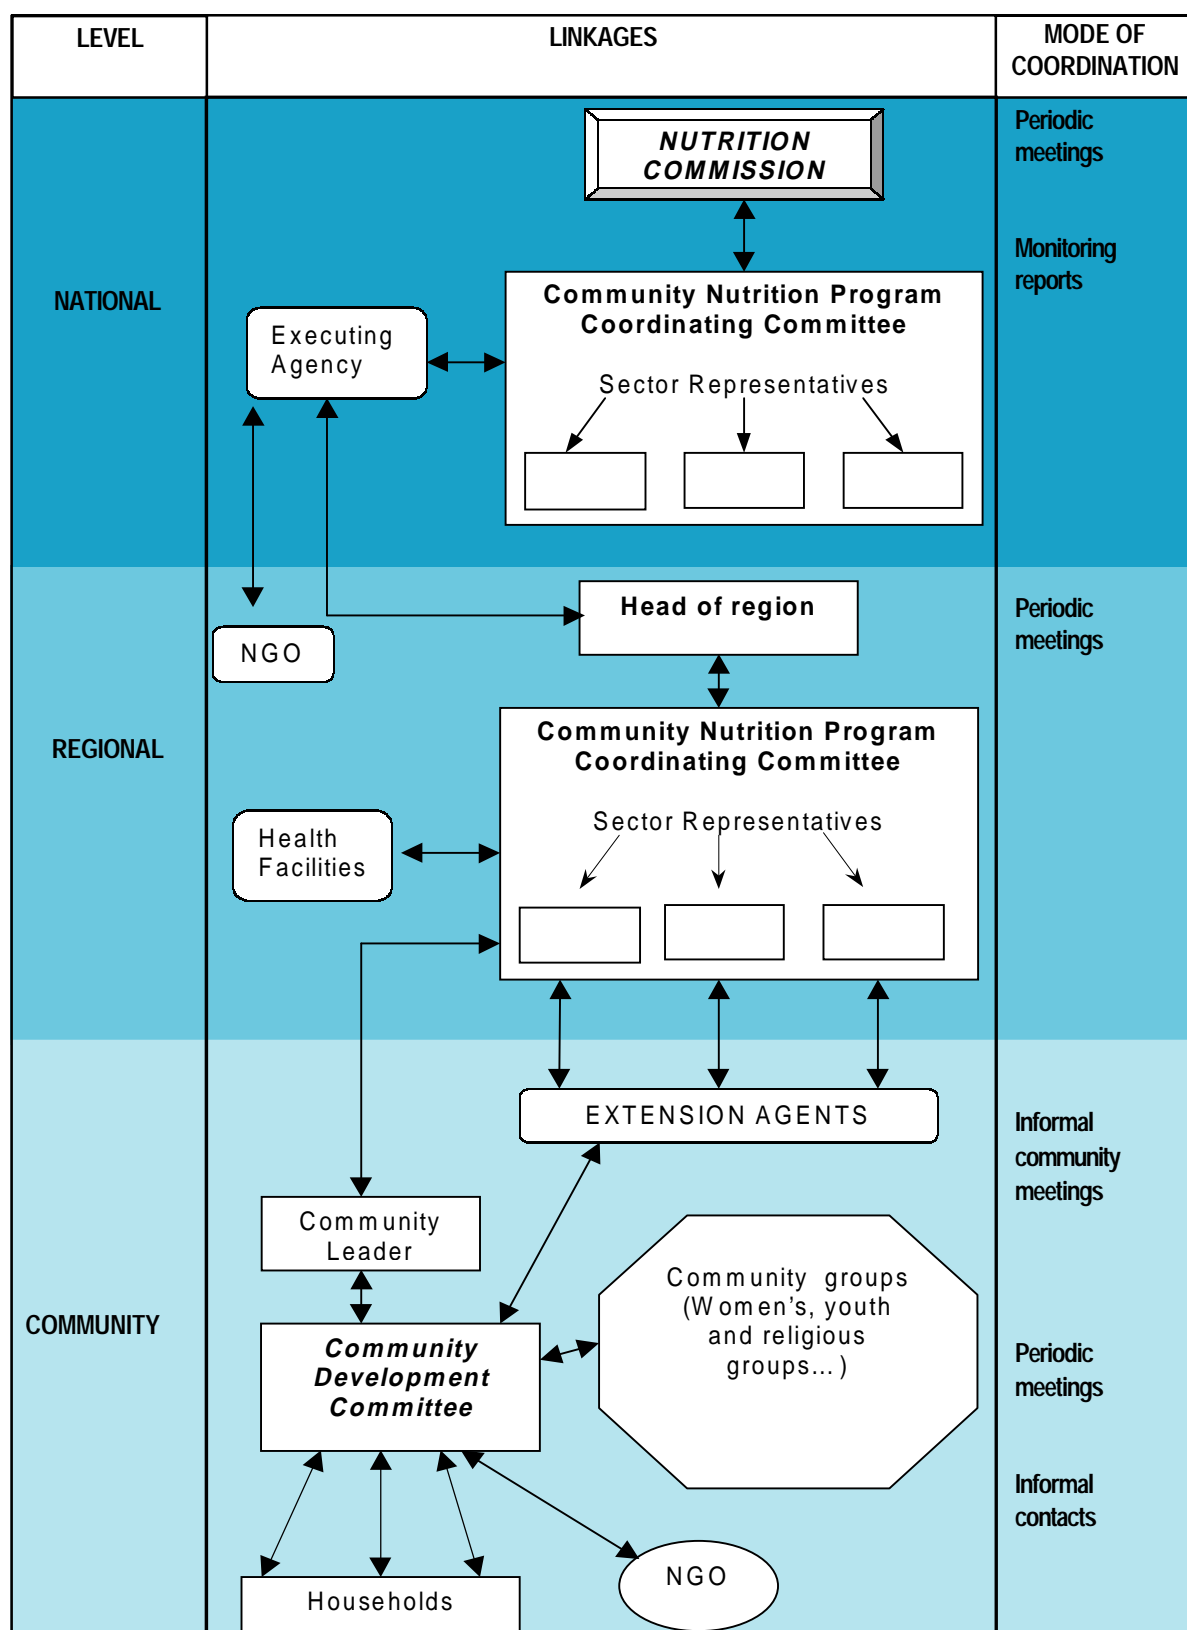 LEVEL
LINKAGES
MODE OF
COORDINATION
NATIONAL
NUTRITION
COMMISSION
Community Nutrition Program
Coordinating Committee
Sector Representatives
Executing
Agency
Periodic
meetings
Monitoring
reports
REGIONAL
Head of region
NGO
Community Nutrition Program
Coordinating Committee
Sector Representatives
Health
Facilities
Periodic
meetings
COMMUNITY
EXTENSION AGENTS
Community
Leader
Community groups
(Women's, youth
and religious
groups...)
Community
Development
Committee
Households
NGO
Informal
community
meetings
Periodic
meetings
Informal
contacts